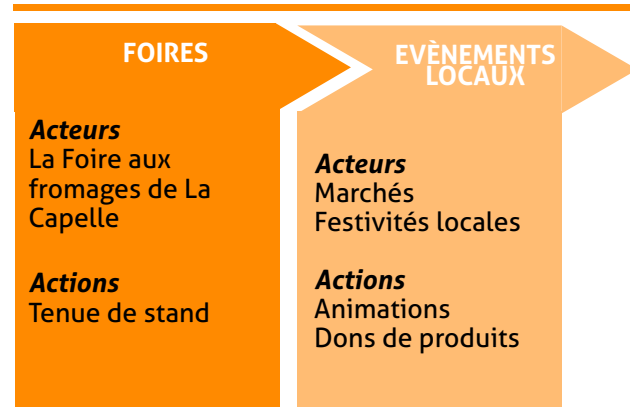 FOIRES
Acteurs
La Foire aux
fromages de La
Capelle
Actions
Tenue de stand
EVÈNEMENTS
LOCAUX
Acteurs
Marchés
Festivités locales
Actions
Animations
Dons de produits